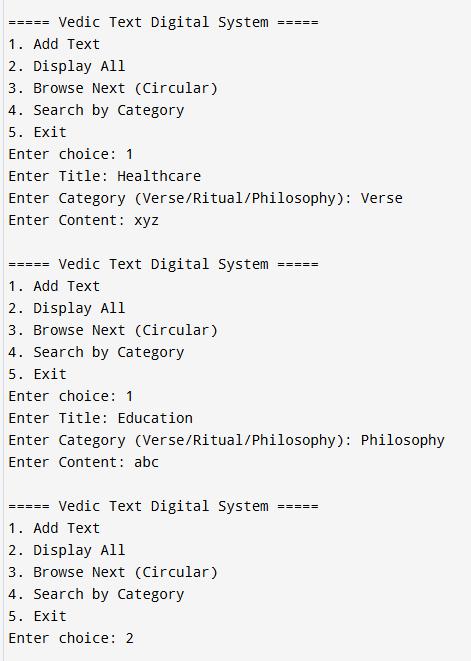 ===== Vedic Text Digital System =====
1. Add Text
2. Display All
3. Browse Next (Circular)
4. Search by Category
5. Exit
Enter choice: 1
Enter Title: Healthcare
Enter Category (Verse/Ritual/Philosophy): Verse
Enter Content: xyz

===== Vedic Text Digital System =====
1. Add Text
2. Display All
3. Browse Next (Circular)
4. Search by Category
5. Exit
Enter choice: 1
Enter Title: Education
Enter Category (Verse/Ritual/Philosophy): Philosophy
Enter Content: abc

===== Vedic Text Digital System =====
1. Add Text
2. Display All
3. Browse Next (Circular)
4. Search by Category
5. Exit
Enter choice: 2